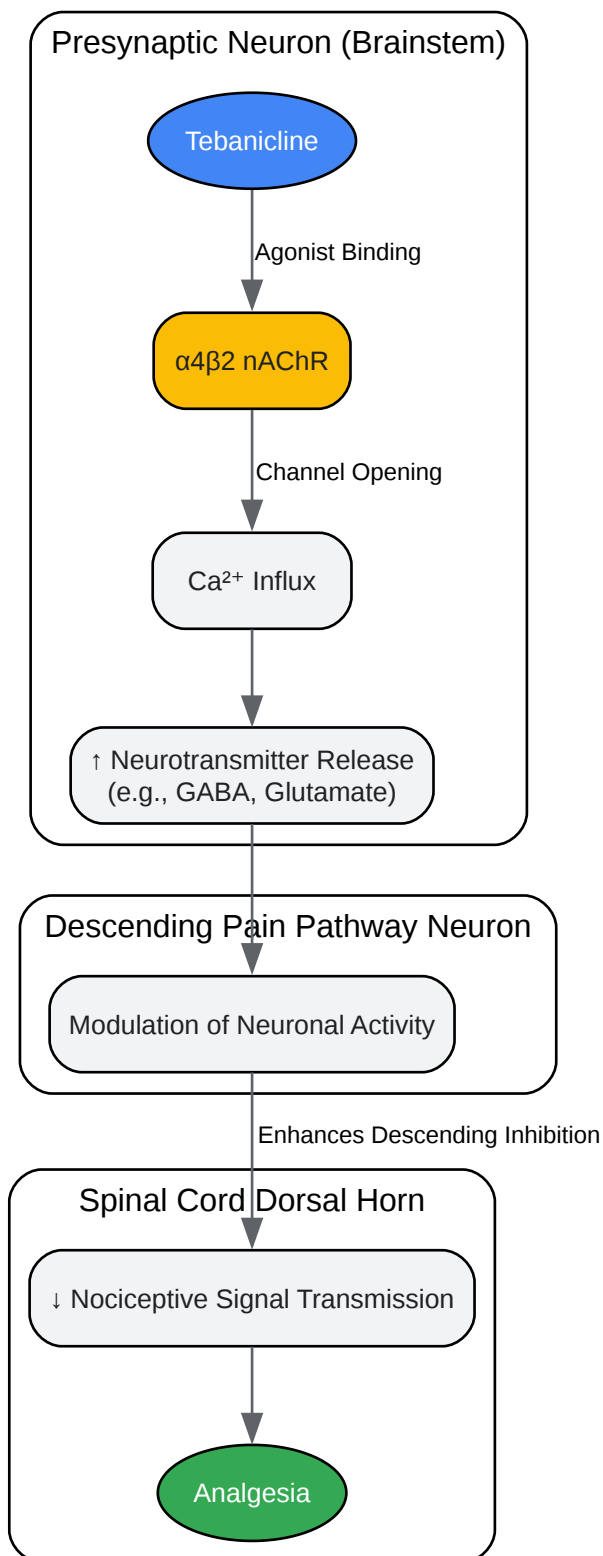 Presynaptic Neuron (Brainstem)
Tebanicline
Agonist Binding
α4β2 nAChR
Channel Opening
Ca²⁺ Influx
↑ Neurotransmitter Release
(e.g., GABA, Glutamate)
Descending Pain Pathway Neuron
Modulation of Neuronal Activity
Enhances Descending Inhibition
Spinal Cord Dorsal Horn
↓ Nociceptive Signal Transmission
Analgesia